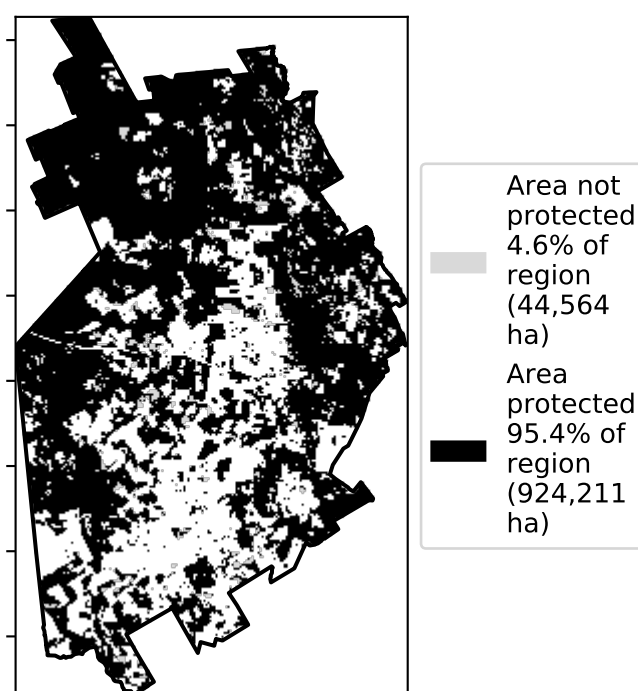 Area not
protected
4.6% of
region
(44,564
ha)
Area
protected
95.4% of
region
(924,211
ha)